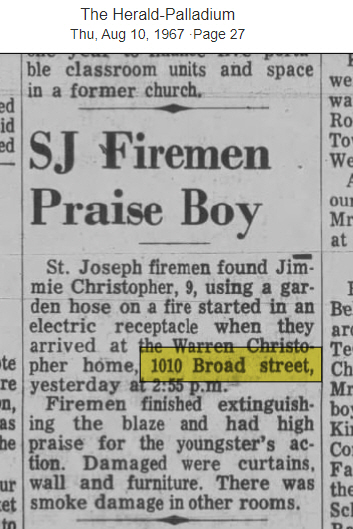 The Herald-Palladium
Thu, Aug 10, 1967 ·Page 27
ble classroom units and space
in a former church.
SJ Firemen
Praise Boy
St. Joseph firemen found Jim-
mie Christopher, 9, using a gar-
den hose on a fire started in an
electric receptacle when they
arrived at the Warren Christo-
pher home, 1010 Broad street,
yesterday at 2:55 p.m.
Firemen finished extinguish-
ing the blaze and had high
praise for the youngster's ac-
tion. Damaged were curtains,
wall and furniture. There was
smoke damage in other rooms.